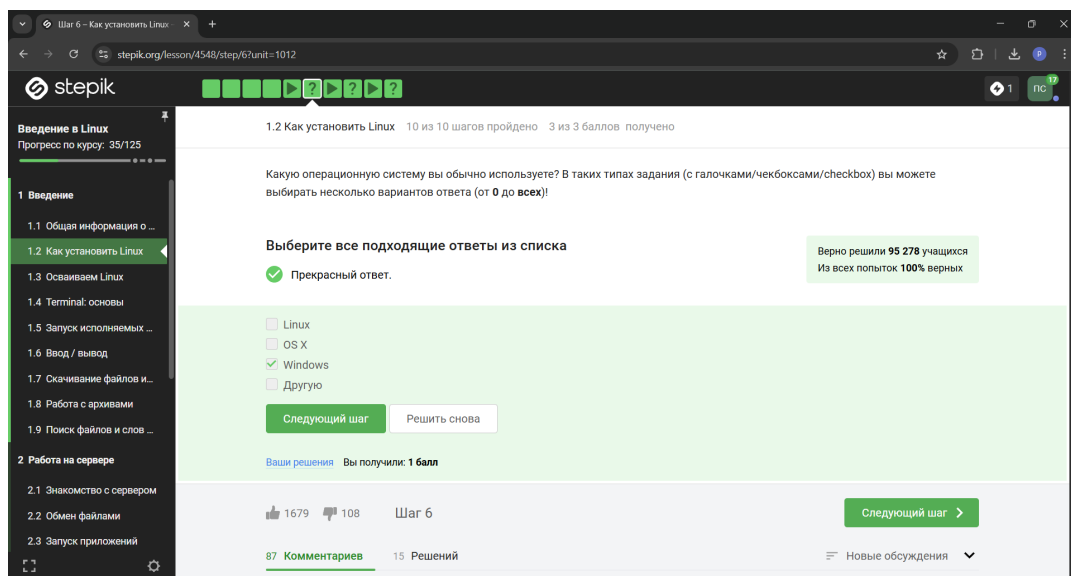 Шаг 6 – Как установить Linux
stepik.org/lesson/4548/step/6?unit=1012
P
stepik
? ? ?
1
ПС
17
Введение в Linux
Прогресс по курсу: 35/125
1 Введение
1.1 Общая информация о ...
1.2 Как установить Linux
1.3 Осваиваем Linux
1.4 Terminal: основы
1.5 Запуск исполняемых ...
1.6 Ввод / вывод
1.7 Скачивание файлов и...
1.8 Работа с архивами
1.9 Поиск файлов и слов ...
2 Работа на сервере
2.1 Знакомство с сервером
2.2 Обмен файлами
2.3 Запуск приложений
1.2 Как установить Linux 10 из 10 шагов пройдено 3 из 3 баллов получено
Какую операционную систему вы обычно используете? В таких типах задания (с галочками/чекбоксами/checkbox) вы можете
выбирать несколько вариантов ответа (от 0 до всех)!
Выберите все подходящие ответы из списка
Прекрасный ответ.
Верно решили 95 278 учащихся
Из всех попыток 100% верных
Linux
OS X
Windows
Другую
Следующий шаг Решить снова
Ваши решения Вы получили: 1 балл
1679 108 Шаг 6
Следующий шаг
87 Комментариев 15 Решений
Новые обсуждения